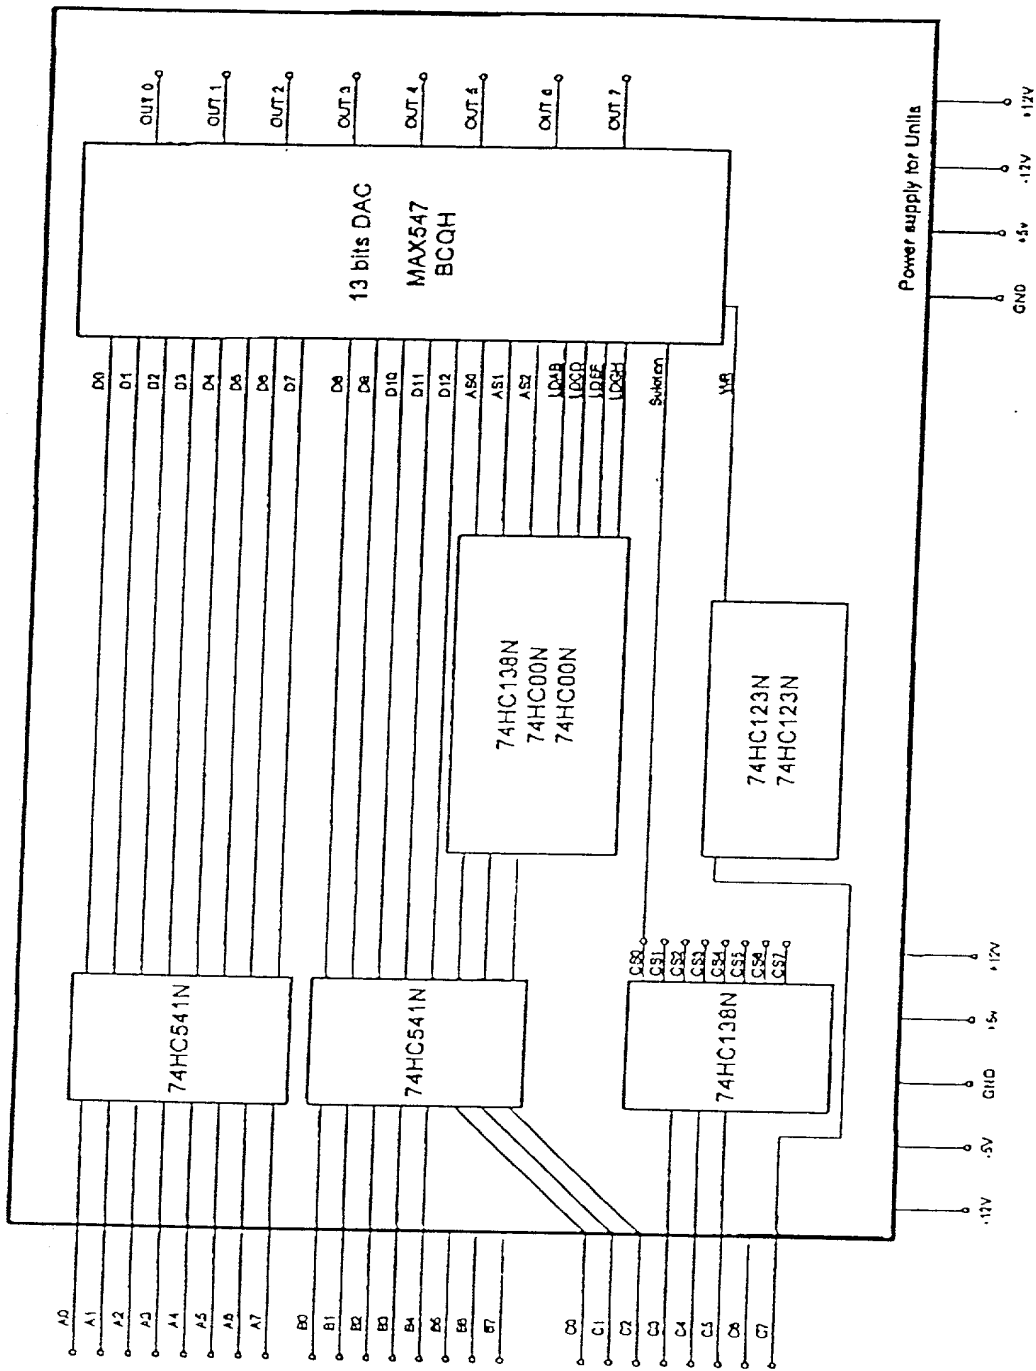 OUT 0
OUT 1
OUT 2
OUT 3
OUT 4
OUT 5
OUT 6
OUT 7
13 bits DAC
MAX547
BCQH
D0
D1
D2
D3
D4
D5
D6
D7
D8
D9
D10
D11
D12
AS0
AS1
AS2
LDAB
LDCD
LDEF
LDGH
WR
74HC138N
74HC00N
74HC00N
74HC123N
74HC123N
74HC541N
74HC541N
74HC138N
CS0
CS1
CS2
CS3
CS4
CS5
CS6
CS7
A0
A1
A2
A3
A4
A5
A6
A7
B0
B1
B2
B3
B4
B5
B6
B7
C0
C1
C2
C3
C4
C5
C6
C7
Power supply for Units
+12V
-12V
+5v
GND
+12V
+5v
GND
-5V
-12V